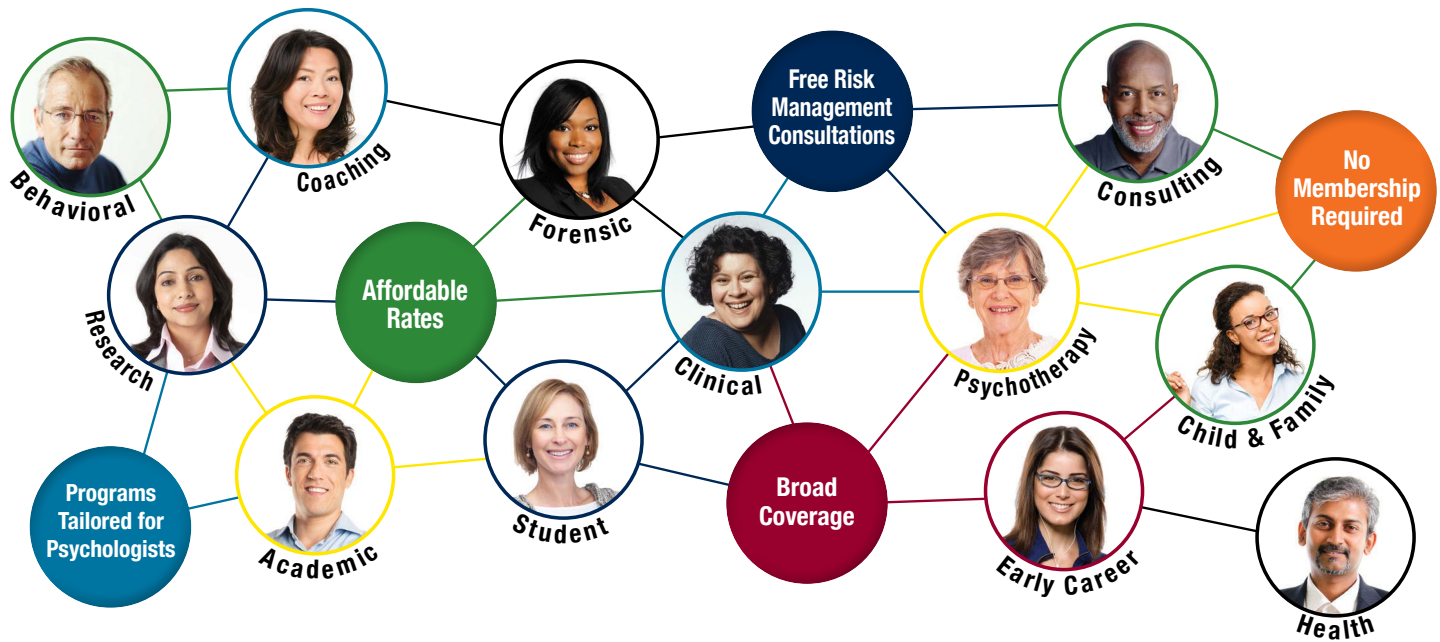 Behavioral
Coaching
Forensic
Free Risk
Management
Consultations
Consulting
No
Membership
Required
Research
Affordable
Rates
Clinical
Psychotherapy
Child & Family
Programs
Tailored for
Psychologists
Academic
Student
Broad
Coverage
Early Career
Health